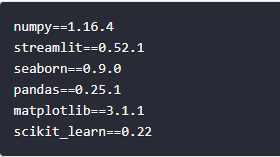 numpy==1.16.4
streamlit==0.52.1
seaborn==0.9.0
pandas==0.25.1
matplotlib==3.1.1
scikit_learn==0.22